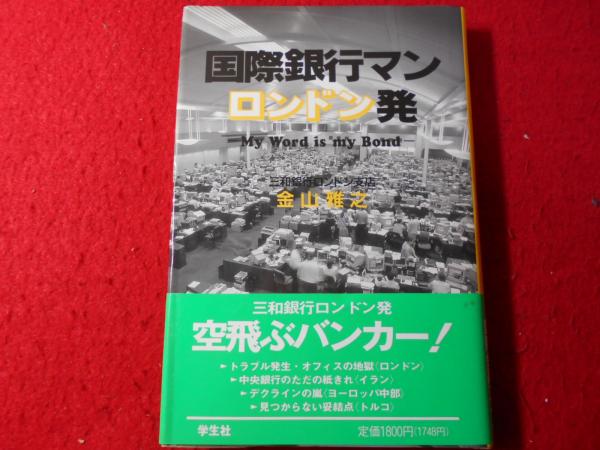 国際銀行マン
ロンドン発
My Word is my Bond
三和銀行ロンドン支店
金山雅之
三和銀行ロンドン発
空飛ぶバンカー!
►トラブル発生・オフィスの地獄〈ロンドン〉
►中央銀行のただの紙きれ〈イラン〉
►デクラインの嵐〈ヨーロッパ中部〉
►見つからない妥結点〈トルコ〉
学生社 定価1800円(1748円)